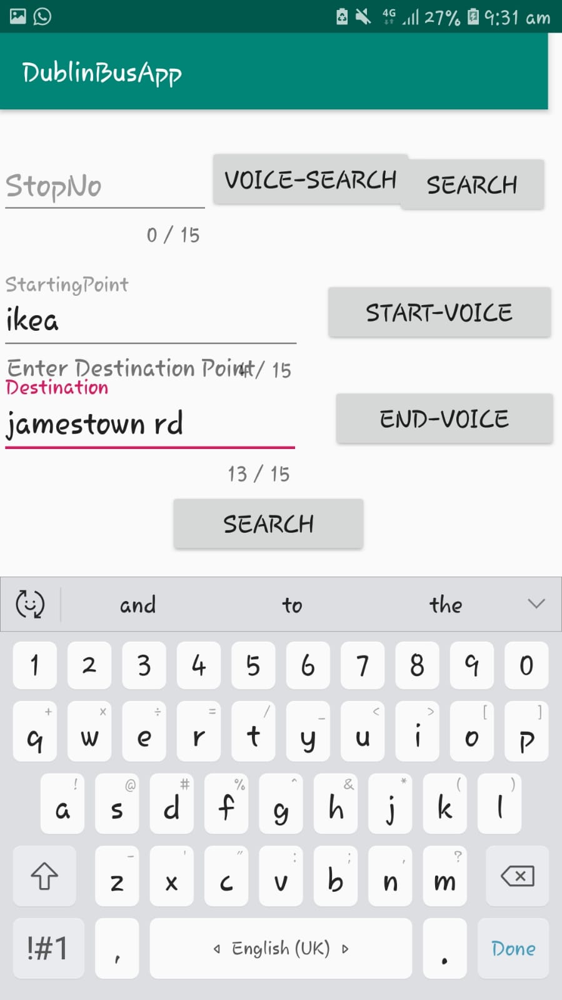 4G 27% 9:31 am
DublinBusApp
StopNo VOICE-SEARCH SEARCH
0 / 15
StartingPoint
ikea START-VOICE
Enter Destination Point 4 / 15
Destination
jamestown rd END-VOICE
13 / 15
SEARCH
and to the
1 2 3 4 5 6 7 8 9 0
+ × ÷ = / _ < > [ ]
q w e r t y u i o p
! @ # % ^ & * ( )
a s d f g h j k l
- ' " : ; , ?
z x c v b n m
!#1 , English (UK) . Done